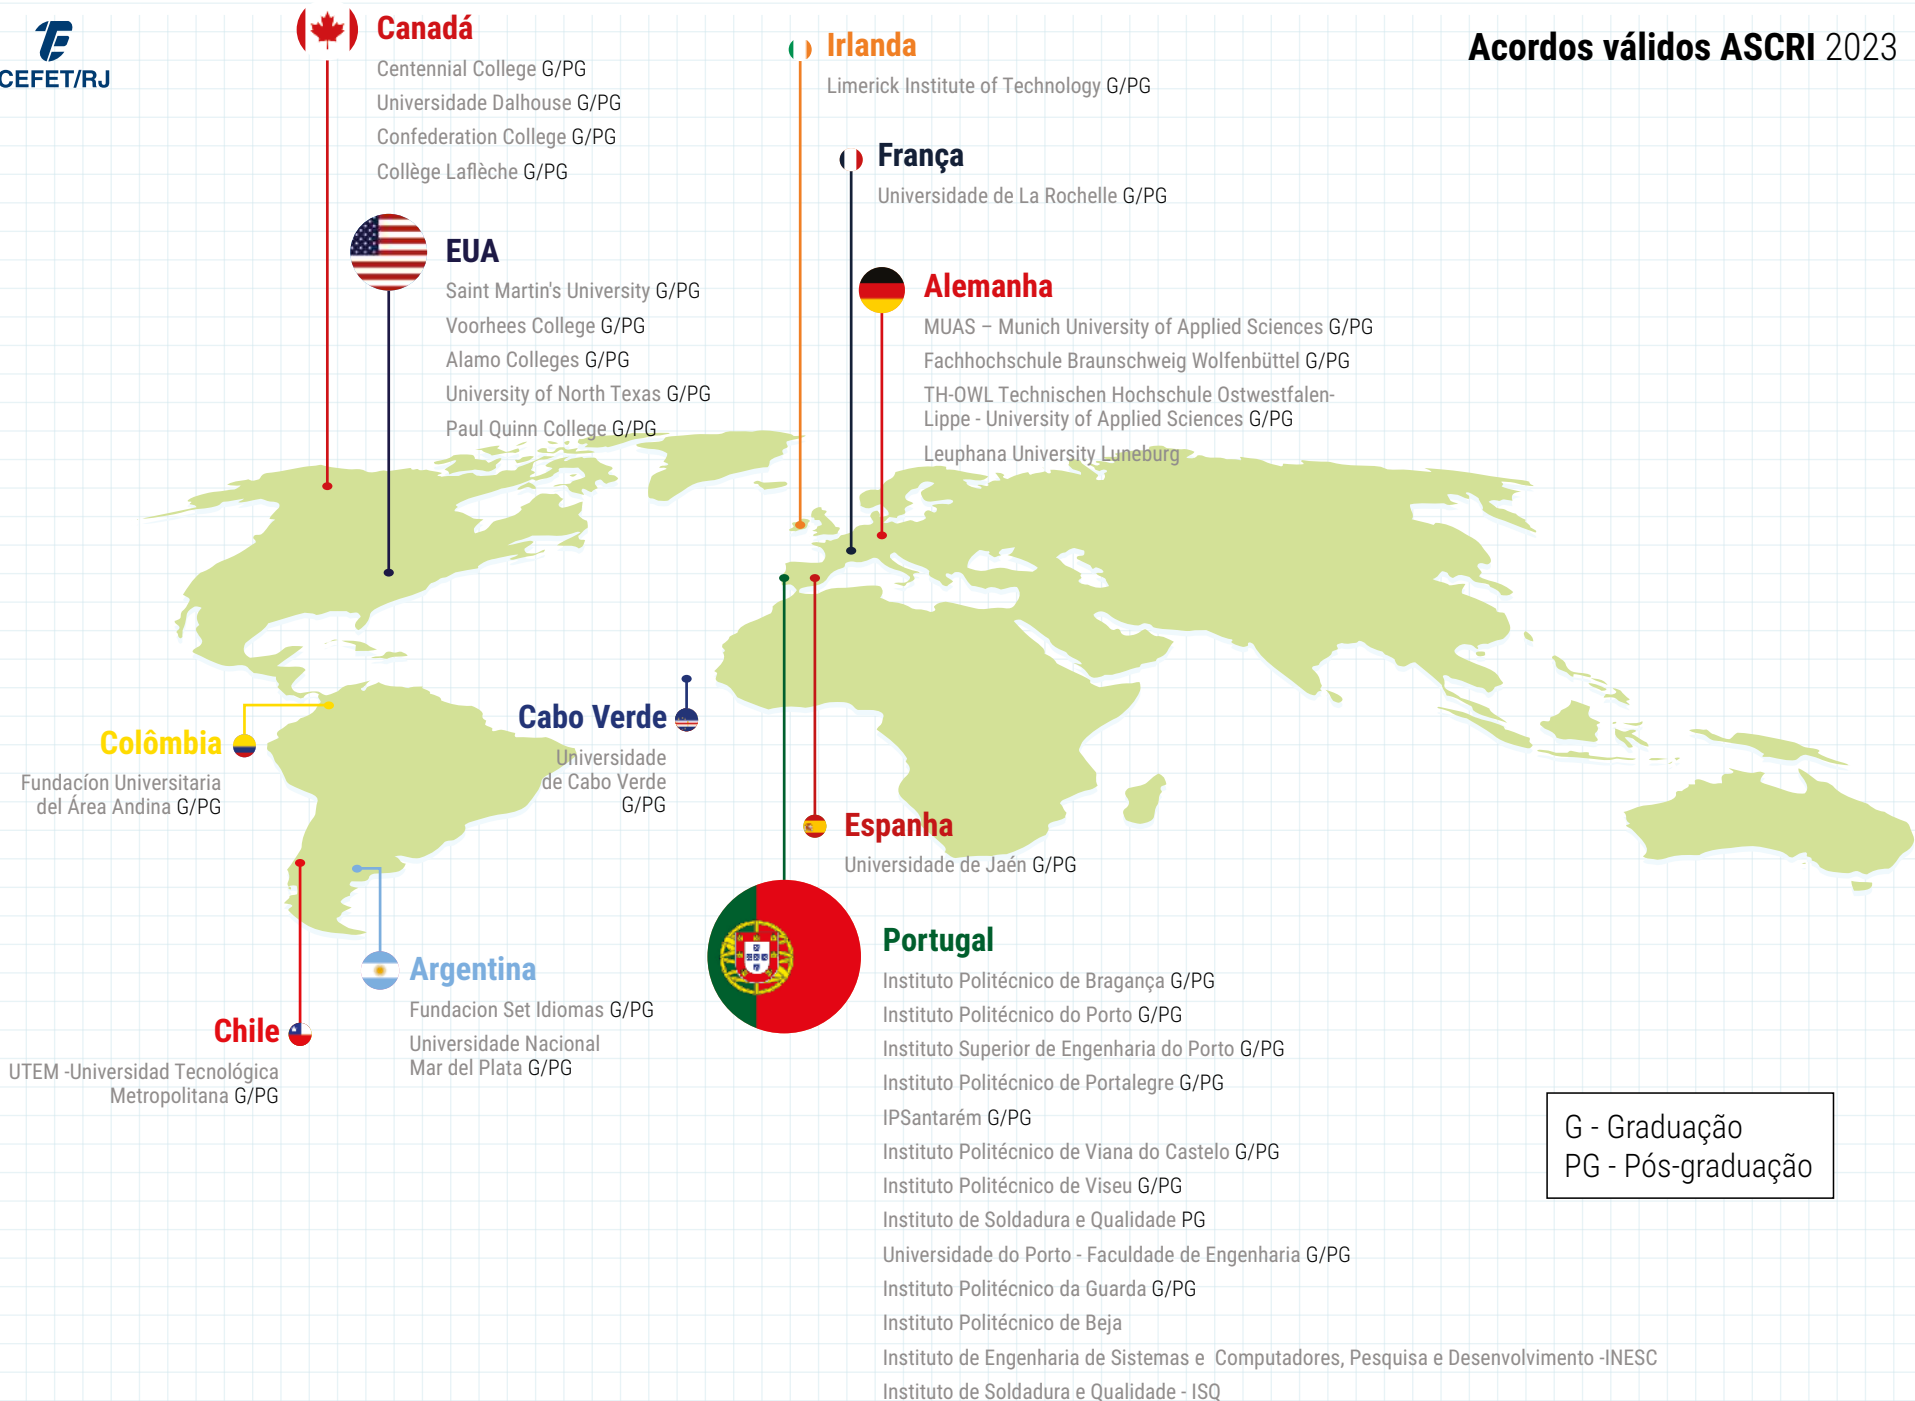 CEFET/RJ
Acordos válidos ASCRI 2023
Canadá
Centennial College G/PG
Universidade Dalhouse G/PG
Confederation College G/PG
Collège Laflèche G/PG
EUA
Saint Martin's University G/PG
Voorhees College G/PG
Alamo Colleges G/PG
University of North Texas G/PG
Paul Quinn College G/PG
Irlanda
Limerick Institute of Technology G/PG
França
Universidade de La Rochelle G/PG
Alemanha
MUAS – Munich University of Applied Sciences G/PG
Fachhochschule Braunschweig Wolfenbüttel G/PG
TH-OWL Technischen Hochschule Ostwestfalen-
Lippe - University of Applied Sciences G/PG
Leuphana University Luneburg
Colômbia
Fundacíon Universitaria
del Área Andina G/PG
Cabo Verde
Universidade
de Cabo Verde
G/PG
Espanha
Universidade de Jaén G/PG
Chile
UTEM -Universidad Tecnológica
Metropolitana G/PG
Argentina
Fundacion Set Idiomas G/PG
Universidade Nacional
Mar del Plata G/PG
Portugal
Instituto Politécnico de Bragança G/PG
Instituto Politécnico do Porto G/PG
Instituto Superior de Engenharia do Porto G/PG
Instituto Politécnico de Portalegre G/PG
IPSantarém G/PG
Instituto Politécnico de Viana do Castelo G/PG
Instituto Politécnico de Viseu G/PG
Instituto de Soldadura e Qualidade PG
Universidade do Porto - Faculdade de Engenharia G/PG
Instituto Politécnico da Guarda G/PG
Instituto Politécnico de Beja
Instituto de Engenharia de Sistemas e  Computadores, Pesquisa e Desenvolvimento -INESC
Instituto de Soldadura e Qualidade - ISQ
G - Graduação
PG - Pós-graduação